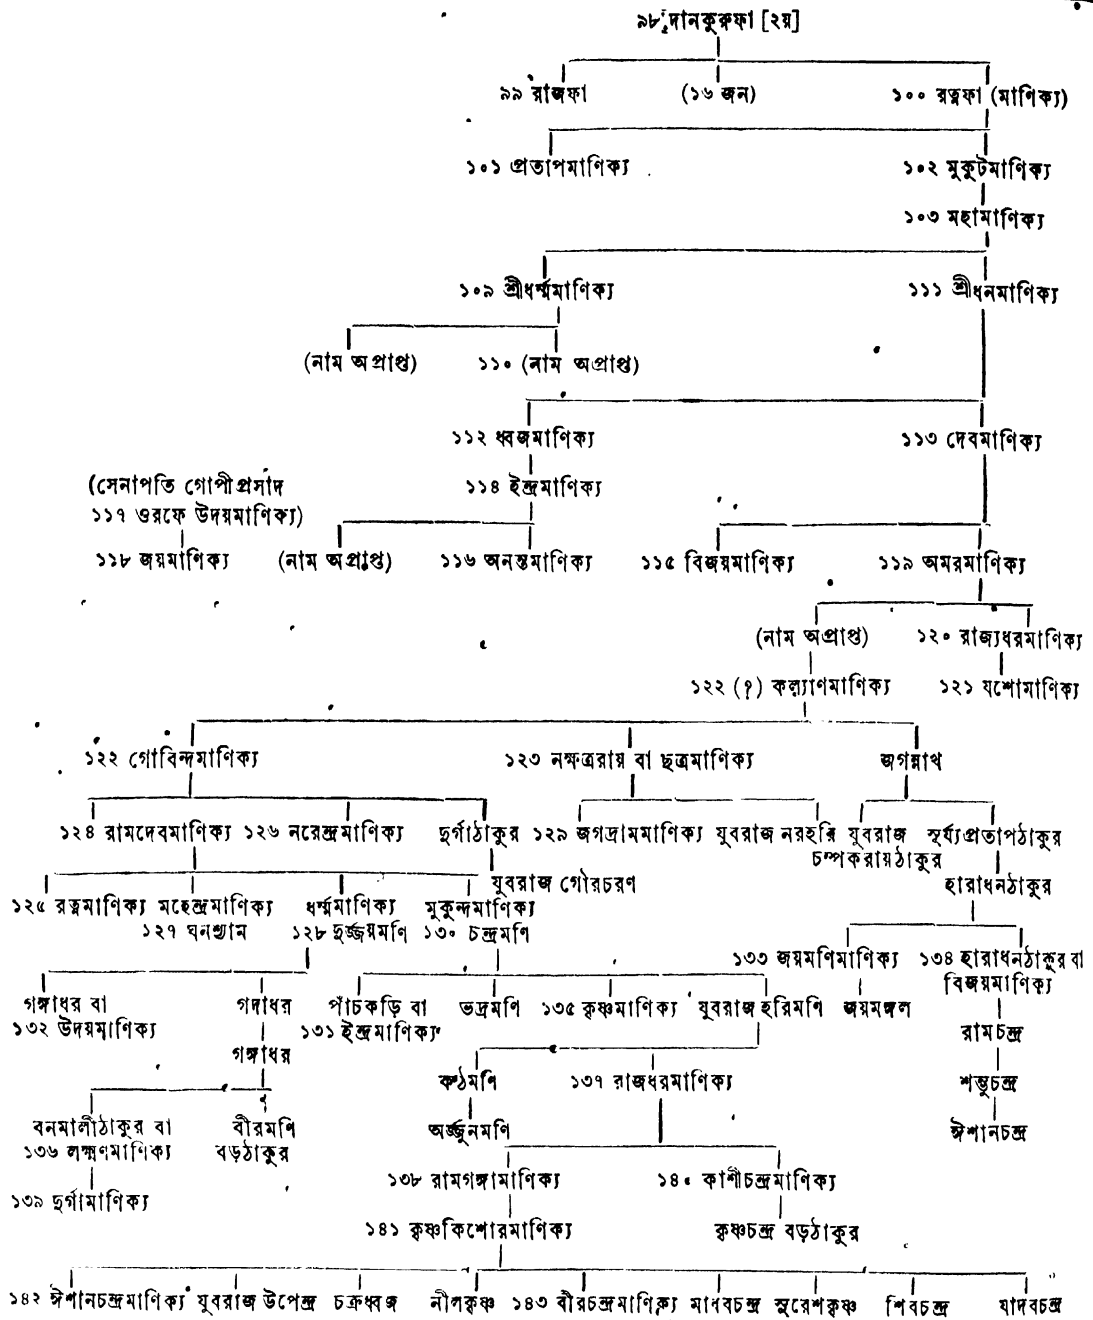 ৯৮ দানকুরুফা [২য়]
৯৯ রাজফা (১৬ জন) ১০০ রত্নফা (মাণিক্য)
১০১ প্রতাপমাণিক্য ১০২ মুকুটমাণিক্য
১০৩ মহামাণিক্য
১০৯ শ্রীধর্ম্মমাণিক্য ১১১ শ্রীধনমাণিক্য
(নাম অপ্রাপ্ত) ১১০ (নাম অপ্রাপ্ত)
১১২ ধ্বজমাণিক্য ১১৩ দেবমাণিক্য
(সেনাপতি গোপীপ্রসাদ ১১৪ ইন্দ্রমাণিক্য
১১৭ ওরফে উদয়মাণিক্য)
১১৮ জয়মাণিক্য (নাম অপ্রাপ্ত) ১১৬ অনন্তমাণিক্য ১১৫ বিজয়মাণিক্য ১১৯ অমরমাণিক্য
(নাম অপ্রাপ্ত) ১২০ রাজ্যধরমাণিক্য
১২২ (?) কল্যাণমাণিক্য ১২১ যশোমাণিক্য
১২২ গোবিন্দমাণিক্য ১২৩ নক্ষত্ররায় বা ছত্রমাণিক্য জগন্নাথ
১২৪ রামদেবমাণিক্য ১২৬ নরেন্দ্রমাণিক্য দুর্গাঠাকুর ১২৯ জগদ্রামমাণিক্য যুবরাজ নরহরি যুবরাজ সূর্য্যপ্রতাপঠাকুর
চম্পকরায়ঠাকুর
যুবরাজ গৌরচরণ হারাধনঠাকুর
১২৫ রত্নমাণিক্য মহেন্দ্রমাণিক্য ধর্ম্মমাণিক্য মুকুন্দমাণিক্য
১২৭ ঘনশ্যাম ১২৮ দুর্জ্জয়মণি ১৩০ চন্দ্রমণি
১৩৩ জয়মণিমাণিক্য ১৩৪ হারাধনঠাকুর বা
বিজয়মাণিক্য
গঙ্গাধর বা গদাধর পাঁচকড়ি বা ভদ্রমণি ১৩৫ কৃষ্ণমাণিক্য যুবরাজ হরিমণি জয়মঙ্গল
১৩২ উদয়মাণিক্য ১৩১ ইন্দ্রমাণিক্য রামচন্দ্র
গঙ্গাধর
কণ্ঠমণি ১৩৭ রাজধরমাণিক্য শম্ভুচন্দ্র
বনমালীঠাকুর বা বীরমণি অর্জ্জুনমণি ঈশানচন্দ্র
১৩৬ লক্ষ্মণমাণিক্য বড়ঠাকুর
১৩৮ রামগঙ্গামাণিক্য ১৪০ কাশীচন্দ্রমাণিক্য
১৩৯ দুর্গামাণিক্য
১৪১ কৃষ্ণকিশোরমাণিক্য কৃষ্ণচন্দ্র বড়ঠাকুর
১৪২ ঈশানচন্দ্রমাণিক্য যুবরাজ উপেন্দ্র চক্রধ্বজ নীলকৃষ্ণ ১৪৩ বীরচন্দ্রমাণিক্য মাধবচন্দ্র সুরেশকৃষ্ণ শিবচন্দ্র যাদবচন্দ্র